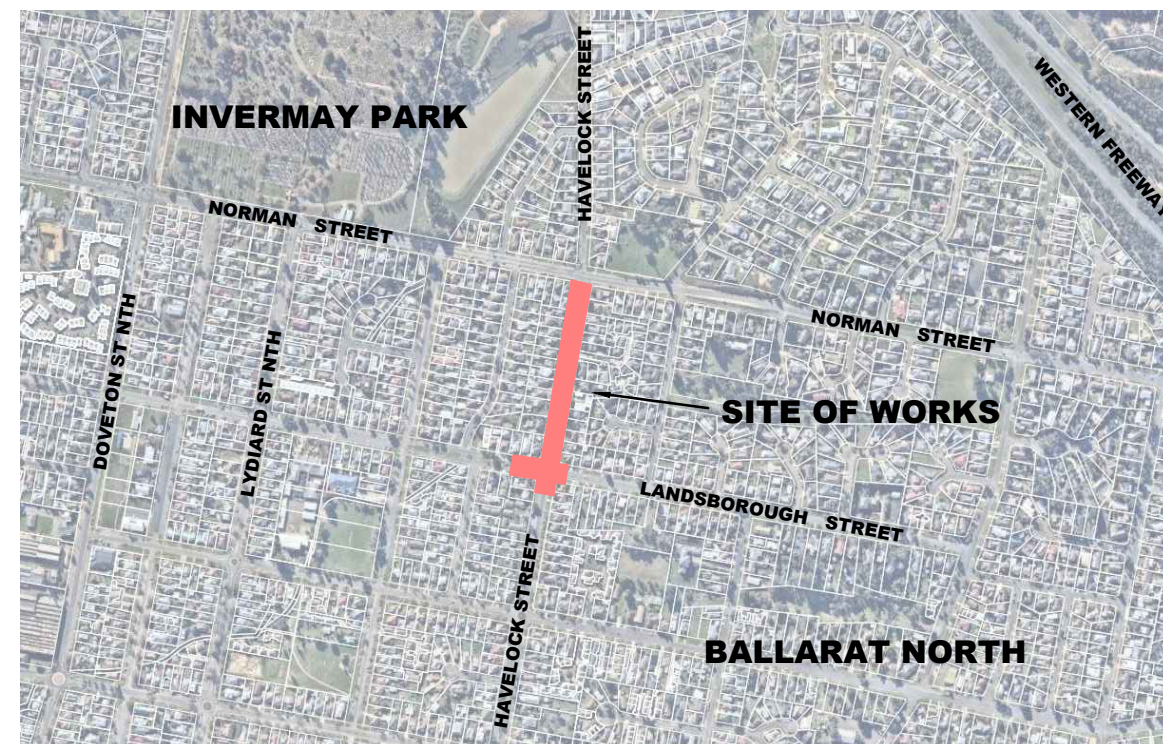 HAVELOCK STREET
WESTERN FREEWAY
INVERMAY PARK
NORMAN STREET
DOVETON ST NTH
LYDIARD ST NTH
NORMAN STREET
SITE OF WORKS
LANDSBOROUGH STREET
HAVELOCK STREET
BALLARAT NORTH